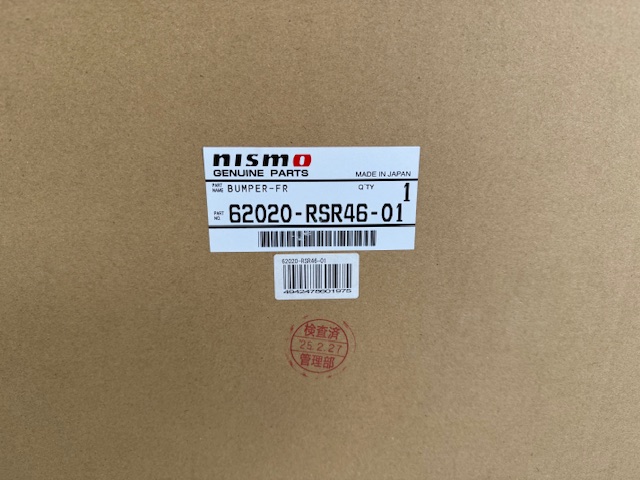 nismo
GENUINE PARTS MADE IN JAPAN
PART NAME BUMPER-FR Q'TY 1
PART NO 62020-RSR46-01
62020-RSR46-01
4942478601975
検査済
'25.2.27
管理部